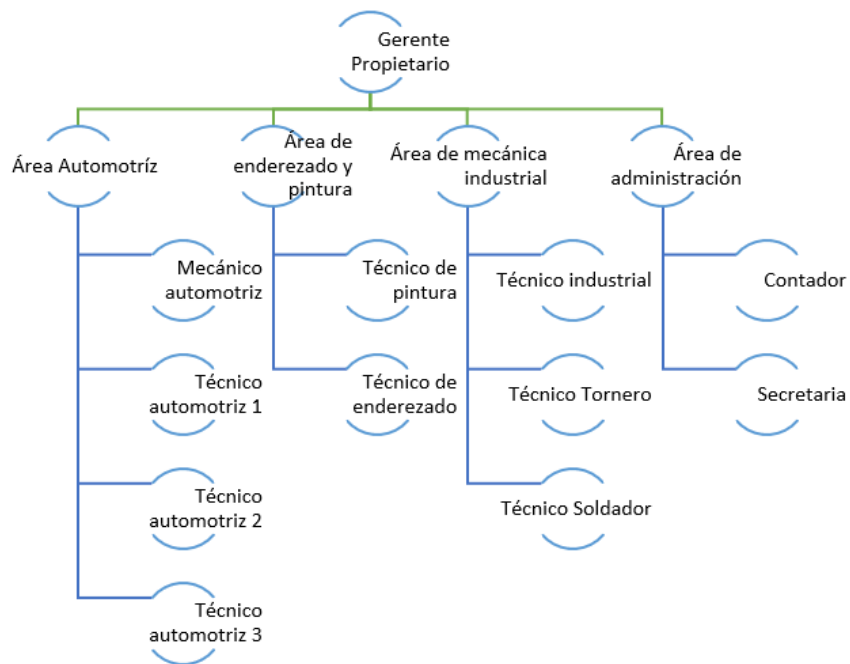 Gerente
Propietario
Área Automotríz
Área de
enderezado y
pintura
Área de mecánica
industrial
Área de
administración
Mecánico
automotriz
Técnico de
pintura
Técnico industrial
Contador
Técnico
automotriz 1
Técnico de
enderezado
Técnico Tornero
Secretaria
Técnico
automotriz 2
Técnico Soldador
Técnico
automotriz 3